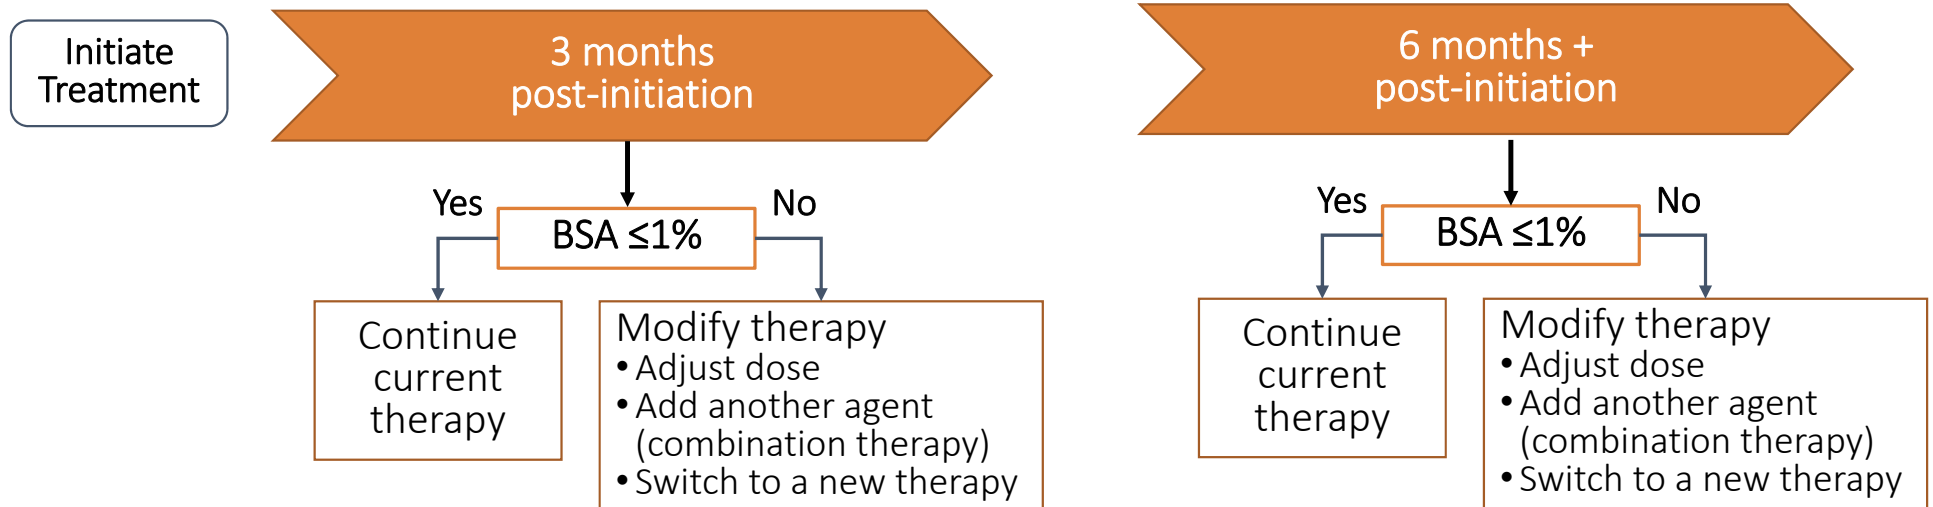 Initiate
Treatment
3 months
post-initiation
Yes
No
BSA ≤1%
Continue
current
therapy
Modify therapy
• Adjust dose
• Add another agent
(combination therapy)
• Switch to a new therapy
6 months +
post-initiation
Yes
No
BSA ≤1%
Continue
current
therapy
Modify therapy
• Adjust dose
• Add another agent
(combination therapy)
• Switch to a new therapy